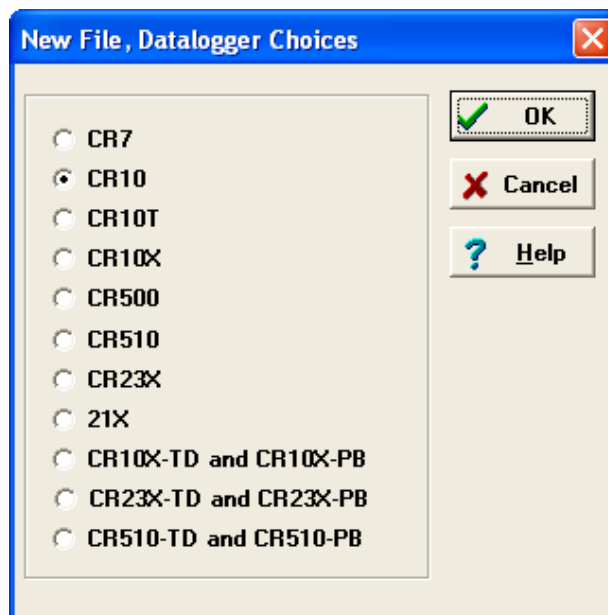 New File, Datalogger Choices
CR7
CR10
CR10T
CR10X
CR500
CR510
CR23X
21X
CR10X-TD and CR10X-PB
CR23X-TD and CR23X-PB
CR510-TD and CR510-PB
OK
Cancel
Help